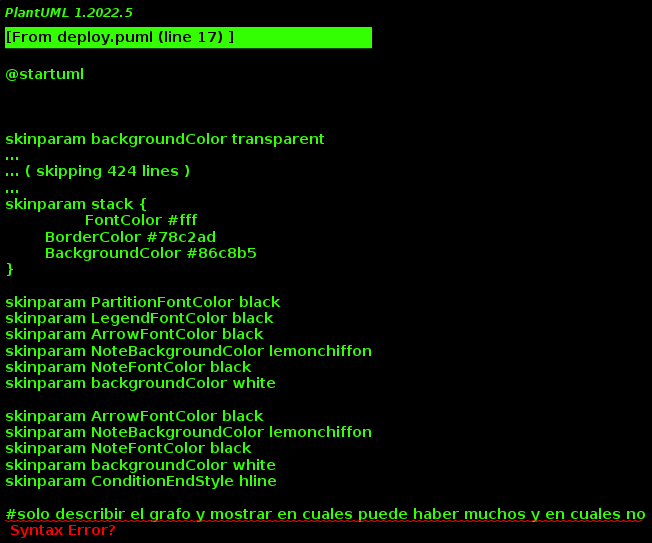 PlantUML 1.2022.5
[From deploy.puml (line 17) ]
@startuml
skinparam backgroundColor transparent
...
... ( skipping 424 lines )
...
skinparam stack {
FontColor #fff
BorderColor #78c2ad
BackgroundColor #86c8b5
}
skinparam PartitionFontColor black
skinparam LegendFontColor black
skinparam ArrowFontColor black
skinparam NoteBackgroundColor lemonchiffon
skinparam NoteFontColor black
skinparam backgroundColor white
skinparam ArrowFontColor black
skinparam NoteBackgroundColor lemonchiffon
skinparam NoteFontColor black
skinparam backgroundColor white
skinparam ConditionEndStyle hline
#solo describir el grafo y mostrar en cuales puede haber muchos y en cuales no
Syntax Error?